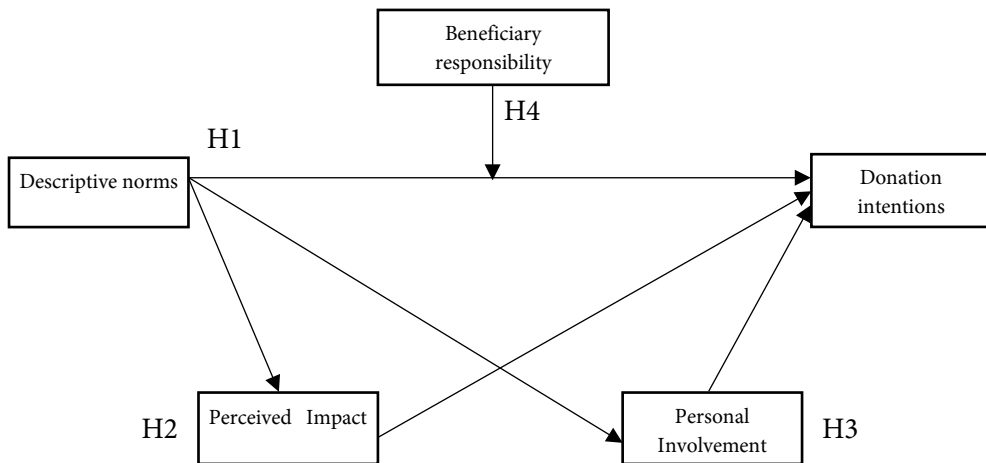 Beneficiary
responsibility
H4
H1
Descriptive norms
Donation
intentions
H2
Perceived Impact
Personal
Involvement
H3